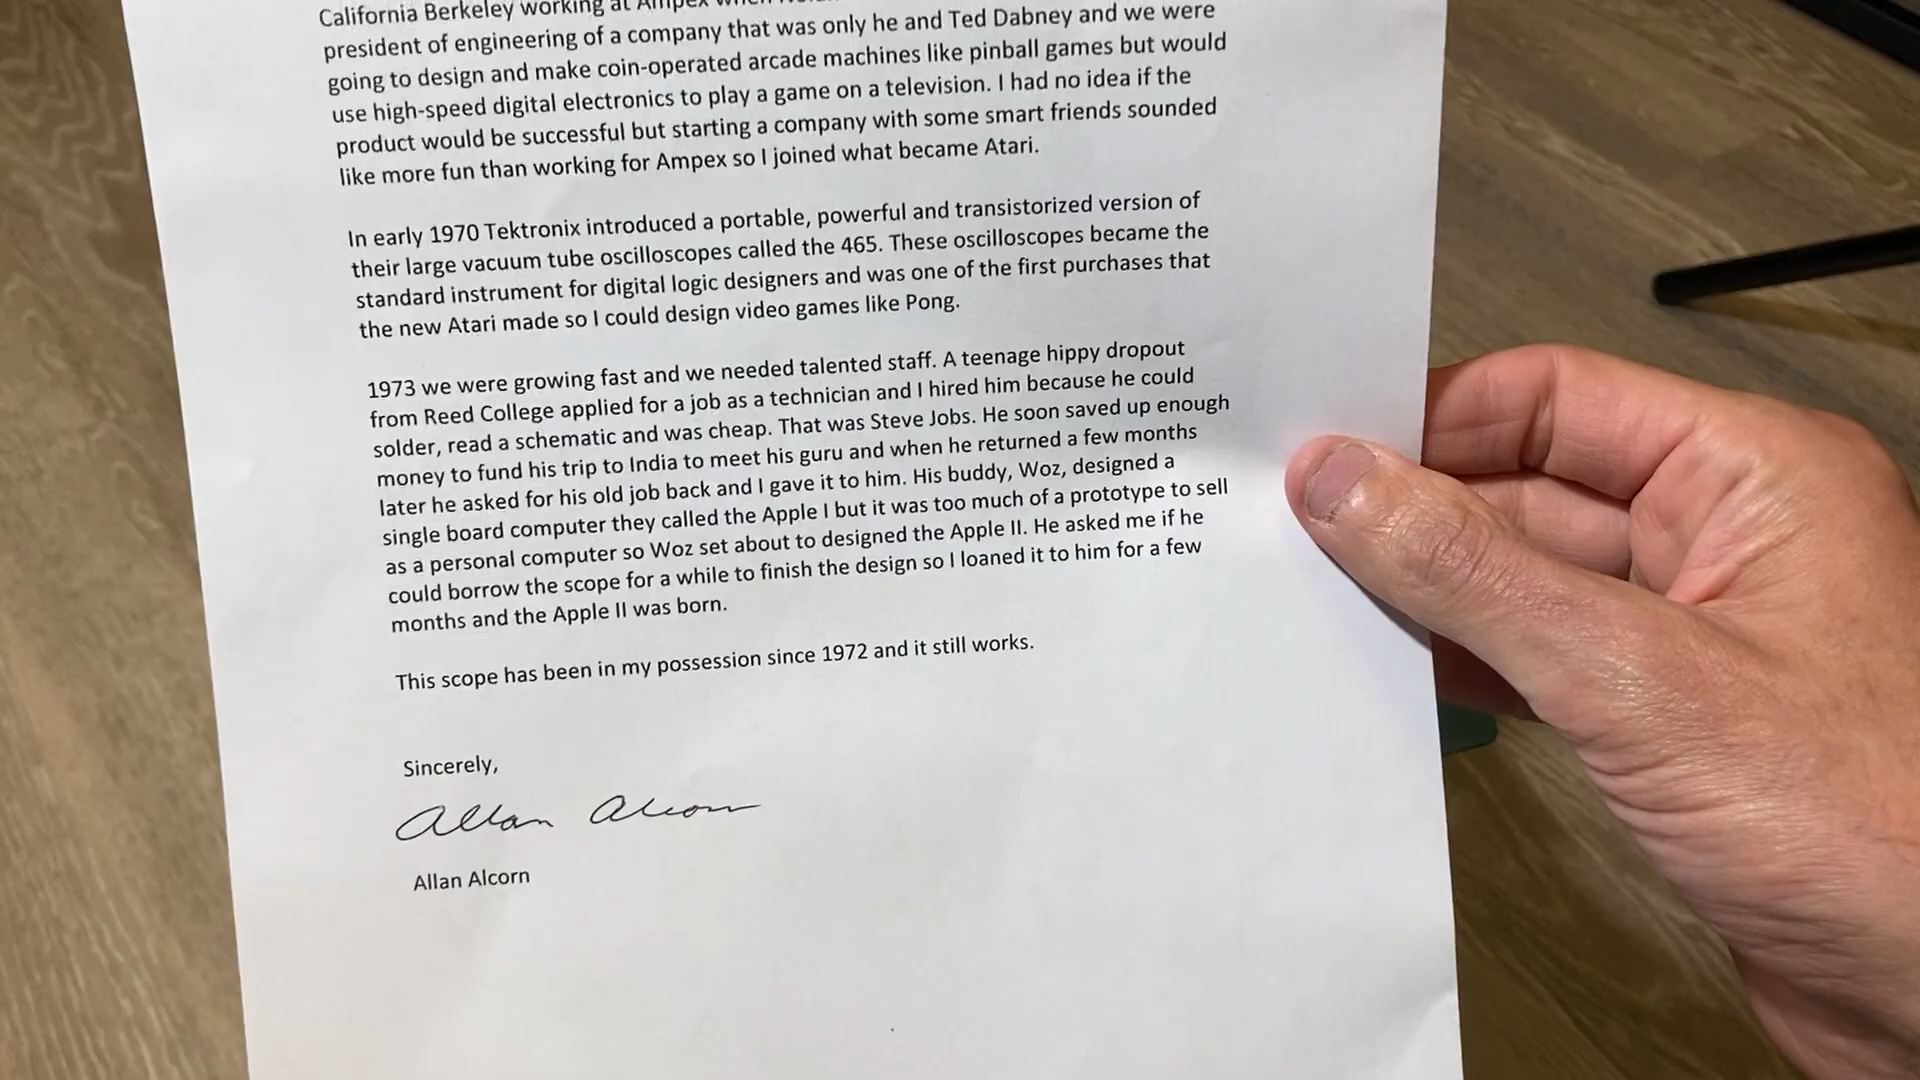 California Berkeley working at Ampex when
president of engineering of a company that was only he and Ted Dabney and we were
going to design and make coin-operated arcade machines like pinball games but would
use high-speed digital electronics to play a game on a television. I had no idea if the
product would be successful but starting a company with some smart friends sounded
like more fun than working for Ampex so I joined what became Atari.
In early 1970 Tektronix introduced a portable, powerful and transistorized version of
their large vacuum tube oscilloscopes called the 465. These oscilloscopes became the
standard instrument for digital logic designers and was one of the first purchases that
the new Atari made so I could design video games like Pong.
1973 we were growing fast and we needed talented staff. A teenage hippy dropout
from Reed College applied for a job as a technician and I hired him because he could
solder, read a schematic and was cheap. That was Steve Jobs. He soon saved up enough
money to fund his trip to India to meet his guru and when he returned a few months
later he asked for his old job back and I gave it to him. His buddy, Woz, designed a
single board computer they called the Apple I but it was too much of a prototype to sell
as a personal computer so Woz set about to designed the Apple II. He asked me if he
could borrow the scope for a while to finish the design so I loaned it to him for a few
months and the Apple II was born.
This scope has been in my possession since 1972 and it still works.
Sincerely,
Allan Alcorn
Allan Alcorn